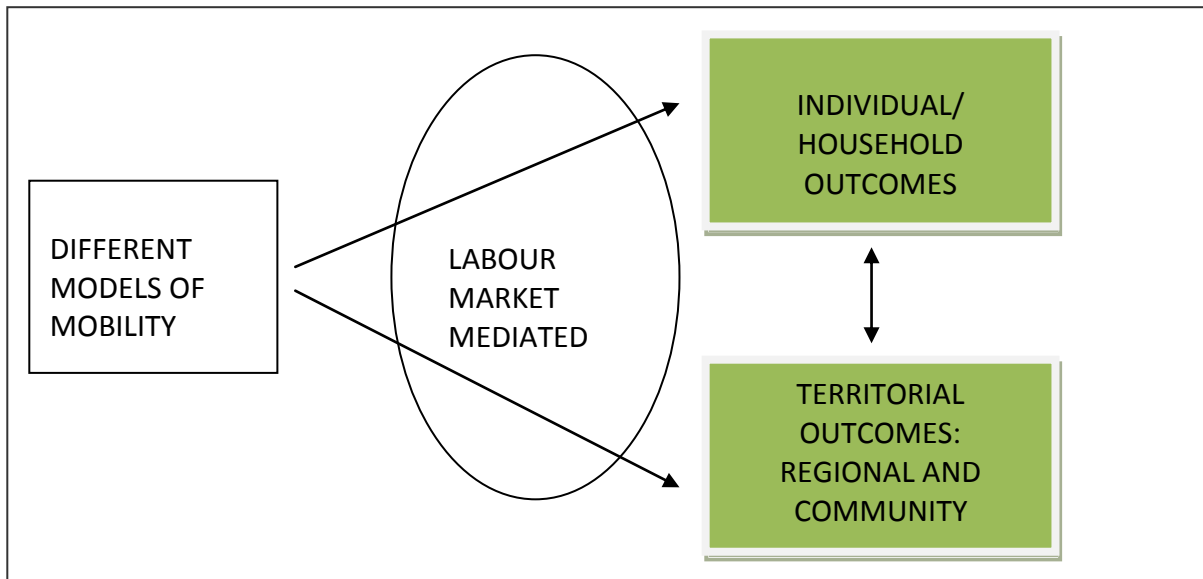 DIFFERENT
MODELS OF
MOBILITY
LABOUR
MARKET
MEDIATED
INDIVIDUAL/
HOUSEHOLD
OUTCOMES
TERRITORIAL
OUTCOMES:
REGIONAL AND
COMMUNITY